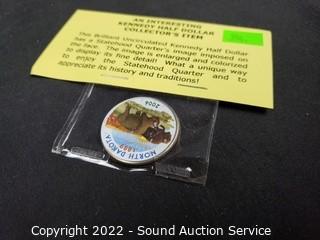 AN INTERESTING
KENNEDY HALF DOLLAR
COLLECTOR'S ITEM
This Brilliant Uncirculated Kennedy Half Dollar
has a Statehood Quarter's image imposed on
the face. The image is enlarged and colorized
to display its fine detail! What a unique way
to enjoy the Statehood Quarter and to
appreciate its history and traditions!
2006
1889
NORTH DAKOTA
Copyright 2022 - Sound Auction Service